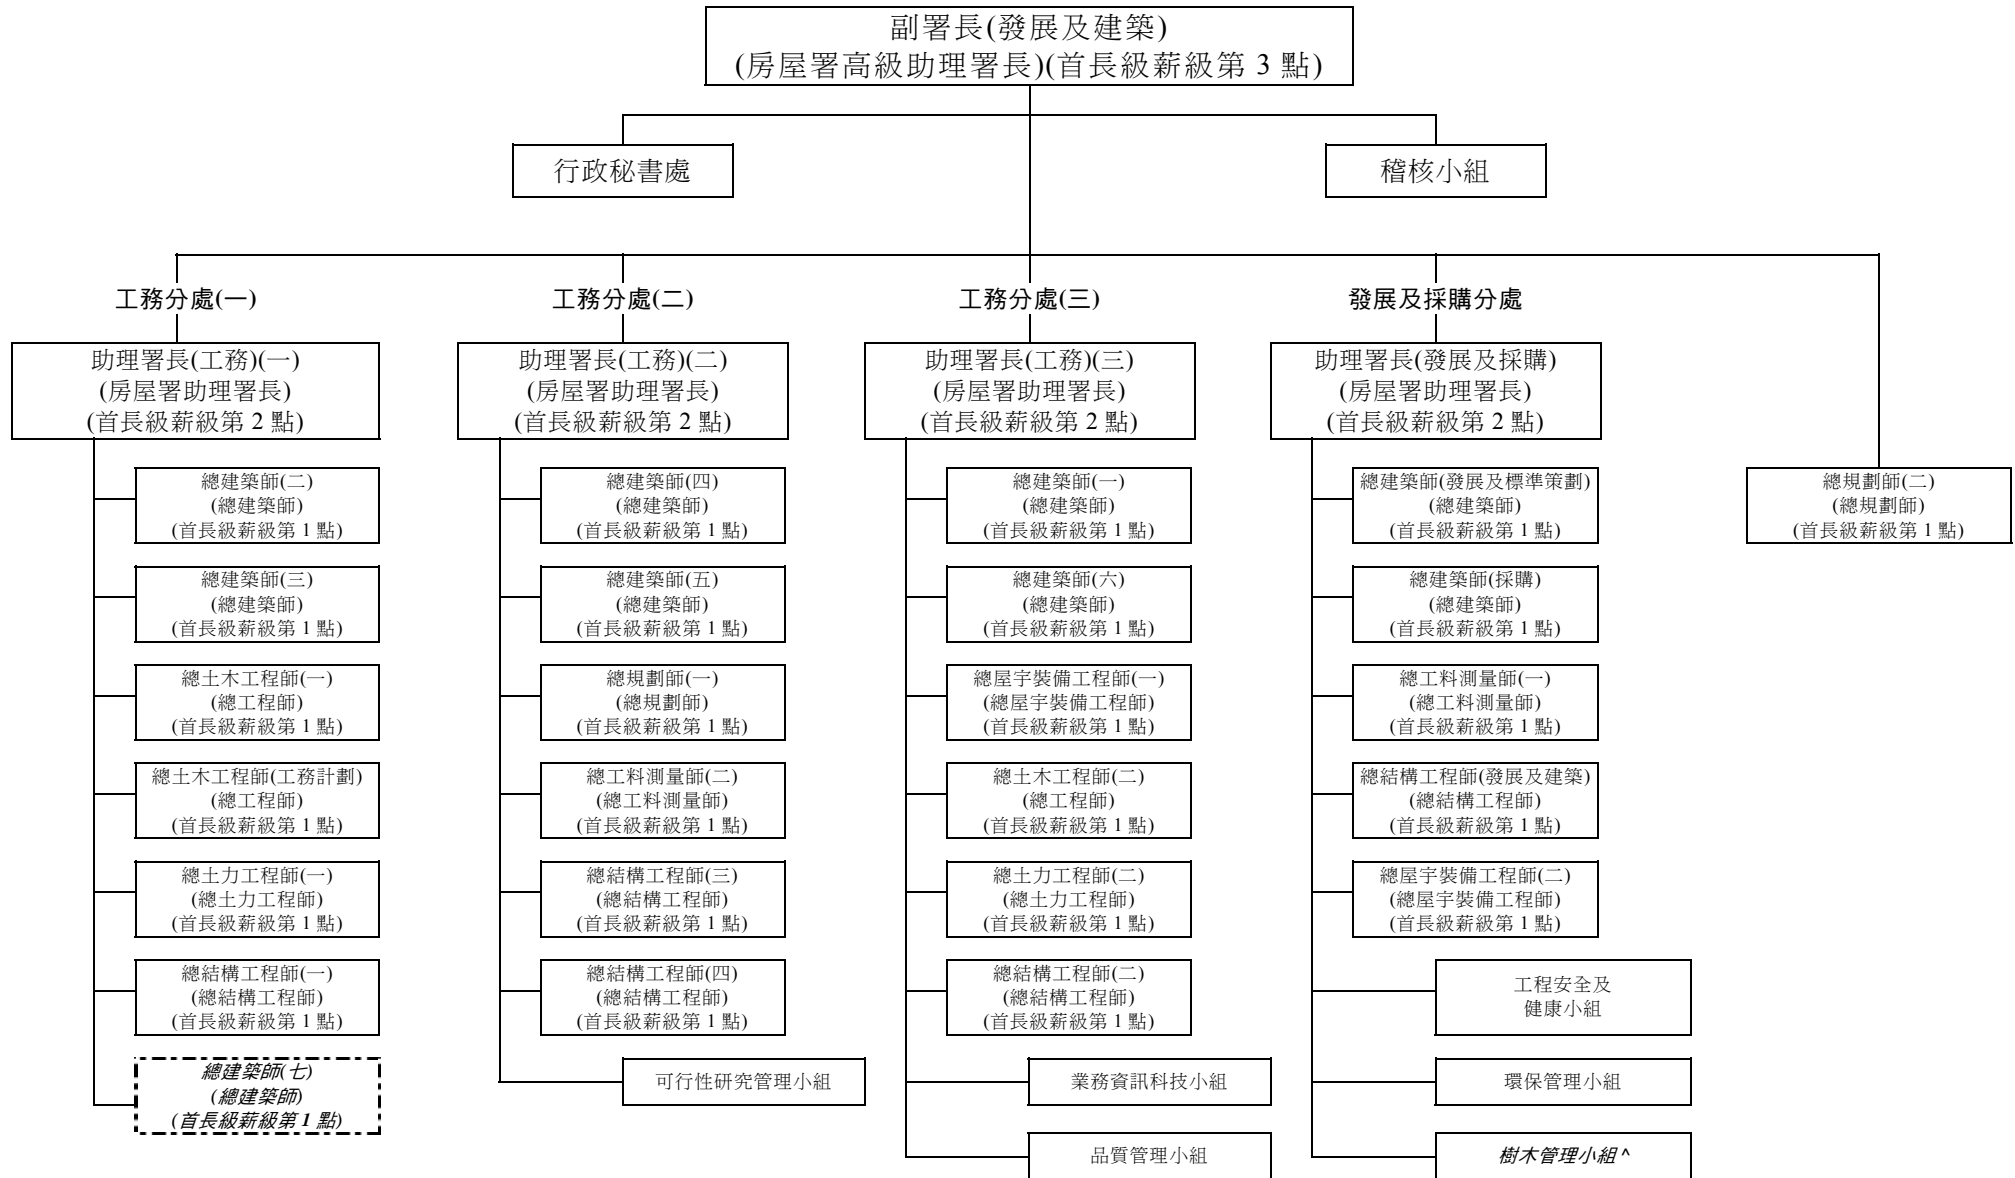 副署長(發展及建築)
(房屋署高級助理署長)(首長級薪級第 3 點)
行政秘書處
稽核小組
工務分處(一)
助理署長(工務)(一)
(房屋署助理署長)
(首長級薪級第 2 點)
總建築師(二)
(總建築師)
(首長級薪級第 1 點)
總建築師(三)
(總建築師)
(首長級薪級第 1 點)
總土木工程師(一)
(總工程師)
(首長級薪級第 1 點)
總土木工程師(工務計劃)
(總工程師)
(首長級薪級第 1 點)
總土力工程師(一)
(總土力工程師)
(首長級薪級第 1 點)
總結構工程師(一)
(總結構工程師)
(首長級薪級第 1 點)
總建築師(七)
(總建築師)
(首長級薪級第 1 點)
工務分處(二)
助理署長(工務)(二)
(房屋署助理署長)
(首長級薪級第 2 點)
總建築師(四)
(總建築師)
(首長級薪級第 1 點)
總建築師(五)
(總建築師)
(首長級薪級第 1 點)
總規劃師(一)
(總規劃師)
(首長級薪級第 1 點)
總工料測量師(二)
(總工料測量師)
(首長級薪級第 1 點)
總結構工程師(三)
(總結構工程師)
(首長級薪級第 1 點)
總結構工程師(四)
(總結構工程師)
(首長級薪級第 1 點)
可行性研究管理小組
工務分處(三)
助理署長(工務)(三)
(房屋署助理署長)
(首長級薪級第 2 點)
總建築師(一)
(總建築師)
(首長級薪級第 1 點)
總建築師(六)
(總建築師)
(首長級薪級第 1 點)
總屋宇裝備工程師(一)
(總屋宇裝備工程師)
(首長級薪級第 1 點)
總土木工程師(二)
(總工程師)
(首長級薪級第 1 點)
總土力工程師(二)
(總土力工程師)
(首長級薪級第 1 點)
總結構工程師(二)
(總結構工程師)
(首長級薪級第 1 點)
業務資訊科技小組
品質管理小組
發展及採購分處
助理署長(發展及採購)
(房屋署助理署長)
(首長級薪級第 2 點)
總建築師(發展及標準策劃)
(總建築師)
(首長級薪級第 1 點)
總建築師(採購)
(總建築師)
(首長級薪級第 1 點)
總工料測量師(一)
(總工料測量師)
(首長級薪級第 1 點)
總結構工程師(發展及建築)
(總結構工程師)
(首長級薪級第 1 點)
總屋宇裝備工程師(二)
(總屋宇裝備工程師)
(首長級薪級第 1 點)
工程安全及
健康小組
環保管理小組
樹木管理小組^
總規劃師(二)
(總規劃師)
(首長級薪級第 1 點)